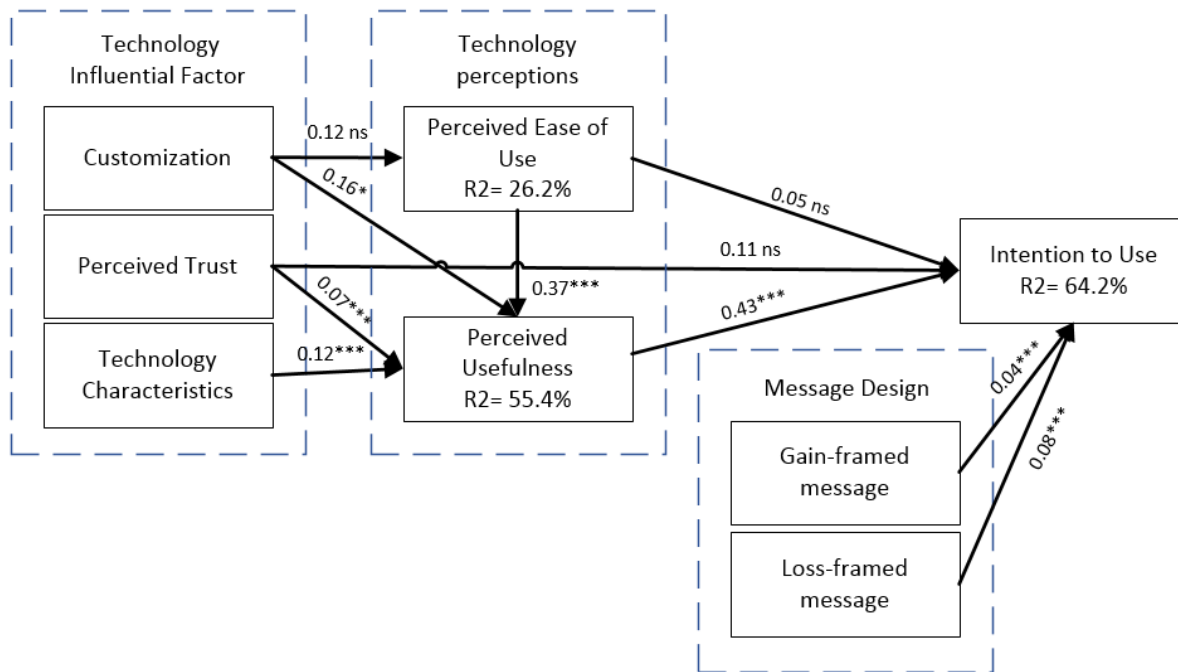 Technology
Influential Factor
Customization
Perceived Trust
Technology
Characteristics
0.12 ns
0.16*
0.07***
0.12***
Technology
perceptions
Perceived Ease of
Use
R2= 26.2%
0.37***
Perceived
Usefulness
R2= 55.4%
0.05 ns
0.11 ns
0.43***
Intention to Use
R2= 64.2%
Message Design
Gain-framed
message
Loss-framed
message
0.04***
0.08***